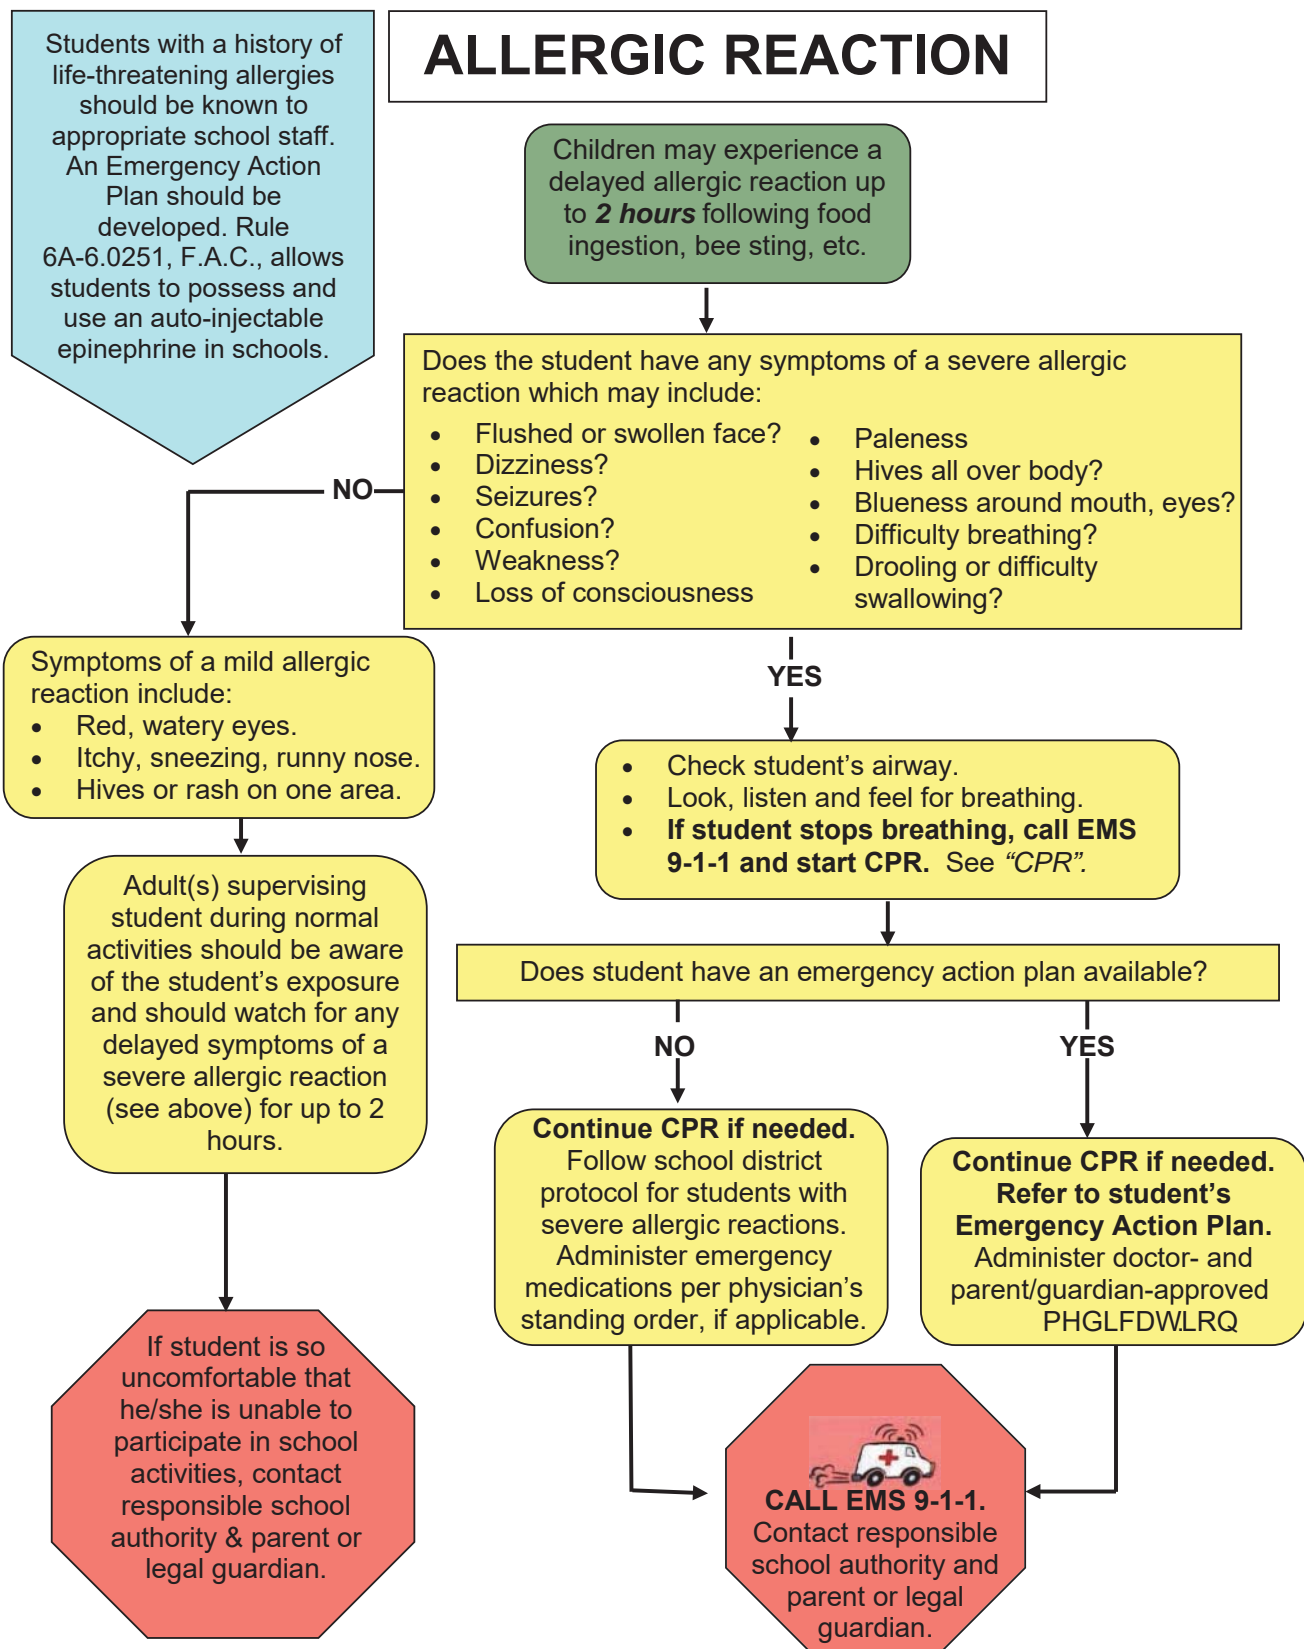 Students with a history of
life-threatening allergies
should be known to
appropriate school staff.
An Emergency Action
Plan should be
developed. Rule
6A-6.0251, F.A.C., allows
students to possess and
use an auto-injectable
epinephrine in schools.
ALLERGIC REACTION
Children may experience a
delayed allergic reaction up
to 2 hours following food
ingestion, bee sting, etc.
Does the student have any symptoms of a severe allergic
reaction which may include:
• Flushed or swollen face?
• Dizziness?
• Seizures?
• Confusion?
• Weakness?
• Loss of consciousness
• Paleness
• Hives all over body?
• Blueness around mouth, eyes?
• Difficulty breathing?
• Drooling or difficulty
swallowing?
NO
Symptoms of a mild allergic
reaction include:
• Red, watery eyes.
• Itchy, sneezing, runny nose.
• Hives or rash on one area.
Adult(s) supervising
student during normal
activities should be aware
of the student’s exposure
and should watch for any
delayed symptoms of a
severe allergic reaction
(see above) for up to 2
hours.
If student is so
uncomfortable that
he/she is unable to
participate in school
activities, contact
responsible school
authority & parent or
legal guardian.
YES
• Check student’s airway.
• Look, listen and feel for breathing.
• If student stops breathing, call EMS
9-1-1 and start CPR. See “CPR”.
Does student have an emergency action plan available?
NO
Continue CPR if needed.
Follow school district
protocol for students with
severe allergic reactions.
Administer emergency
medications per physician’s
standing order, if applicable.
YES
Continue CPR if needed.
Refer to student’s
Emergency Action Plan.
Administer doctor- and
parent/guardian-approved
PHGLFDW.LRQ
CALL EMS 9-1-1.
Contact responsible
school authority and
parent or legal
guardian.